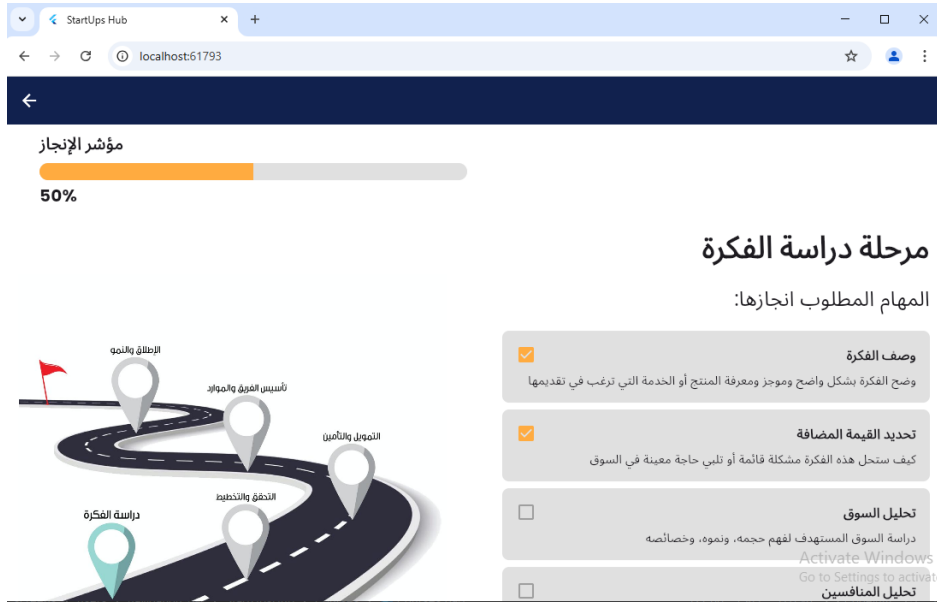 StartUps Hub
localhost:61793
مؤشر الإنجاز
50%
مرحلة دراسة الفكرة
المهام المطلوب انجازها:
وصف الفكرة
وضح الفكرة بشكل واضح وموجز ومعرفة المنتج أو الخدمة التي ترغب في تقديمها
تحديد القيمة المضافة
كيف ستحل هذه الفكرة مشكلة قائمة أو تلبي حاجة معينة في السوق
تحليل السوق
دراسة السوق المستهدف لفهم حجمه، ونموه، وخصائصه
تحليل المنافسين
الإطلاق والنمو
تأسيس الفريق والموارد
التمويل والتأمين
التحقق والتخطيط
دراسة الفكرة
Activate Windows
Go to Settings to activate